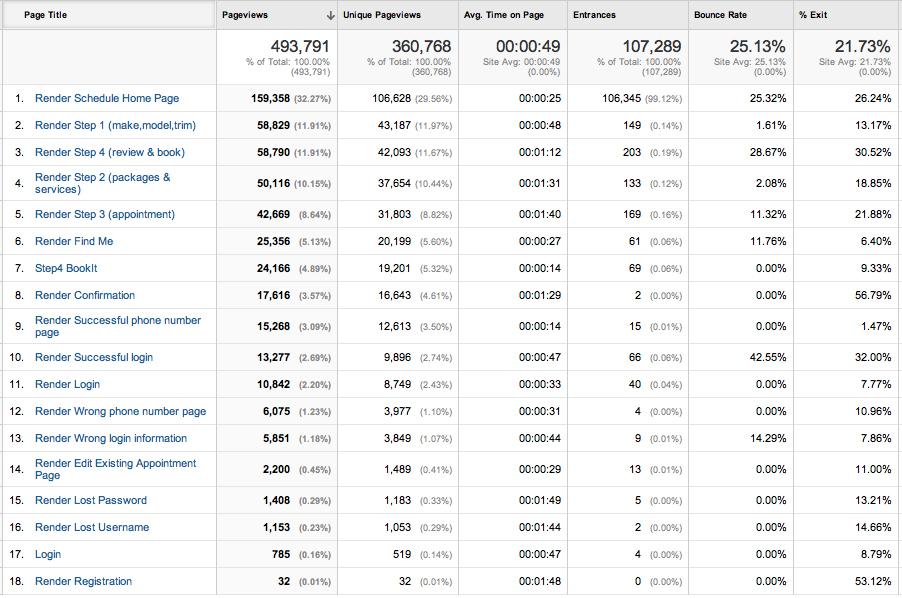 Page Title Pageviews ↓ Unique Pageviews Avg. Time on Page Entrances Bounce Rate % Exit
493,791 360,768 00:00:49 107,289 25.13% 21.73%
% of Total: 100.00% % of Total: 100.00% Site Avg: 00:00:49 % of Total: 100.00% Site Avg: 25.13% Site Avg: 21.73%
(493,791) (360,768) (0.00%) (107,289) (0.00%) (0.00%)
1. Render Schedule Home Page 159,358 (32.27%) 106,628 (29.56%) 00:00:25 106,345 (99.12%) 25.32% 26.24%
2. Render Step 1 (make,model,trim) 58,829 (11.91%) 43,187 (11.97%) 00:00:48 149 (0.14%) 1.61% 13.17%
3. Render Step 4 (review & book) 58,790 (11.91%) 42,093 (11.67%) 00:01:12 203 (0.19%) 28.67% 30.52%
4. Render Step 2 (packages &
services) 50,116 (10.15%) 37,654 (10.44%) 00:01:31 133 (0.12%) 2.08% 18.85%
5. Render Step 3 (appointment) 42,669 (8.64%) 31,803 (8.82%) 00:01:40 169 (0.16%) 11.32% 21.88%
6. Render Find Me 25,356 (5.13%) 20,199 (5.60%) 00:00:27 61 (0.06%) 11.76% 6.40%
7. Step4 BookIt 24,166 (4.89%) 19,201 (5.32%) 00:00:14 69 (0.06%) 0.00% 9.33%
8. Render Confirmation 17,616 (3.57%) 16,643 (4.61%) 00:01:29 2 (0.00%) 0.00% 56.79%
9. Render Successful phone number
page 15,268 (3.09%) 12,613 (3.50%) 00:00:14 15 (0.01%) 0.00% 1.47%
10. Render Successful login 13,277 (2.69%) 9,896 (2.74%) 00:00:47 66 (0.06%) 42.55% 32.00%
11. Render Login 10,842 (2.20%) 8,749 (2.43%) 00:00:33 40 (0.04%) 0.00% 7.77%
12. Render Wrong phone number page 6,075 (1.23%) 3,977 (1.10%) 00:00:31 4 (0.00%) 0.00% 10.96%
13. Render Wrong login information 5,851 (1.18%) 3,849 (1.07%) 00:00:44 9 (0.01%) 14.29% 7.86%
14. Render Edit Existing Appointment
Page 2,200 (0.45%) 1,489 (0.41%) 00:00:29 13 (0.01%) 0.00% 11.00%
15. Render Lost Password 1,408 (0.29%) 1,183 (0.33%) 00:01:49 5 (0.00%) 0.00% 13.21%
16. Render Lost Username 1,153 (0.23%) 1,053 (0.29%) 00:01:44 2 (0.00%) 0.00% 14.66%
17. Login 785 (0.16%) 519 (0.14%) 00:00:47 4 (0.00%) 0.00% 8.79%
18. Render Registration 32 (0.01%) 32 (0.01%) 00:01:48 0 (0.00%) 0.00% 53.12%